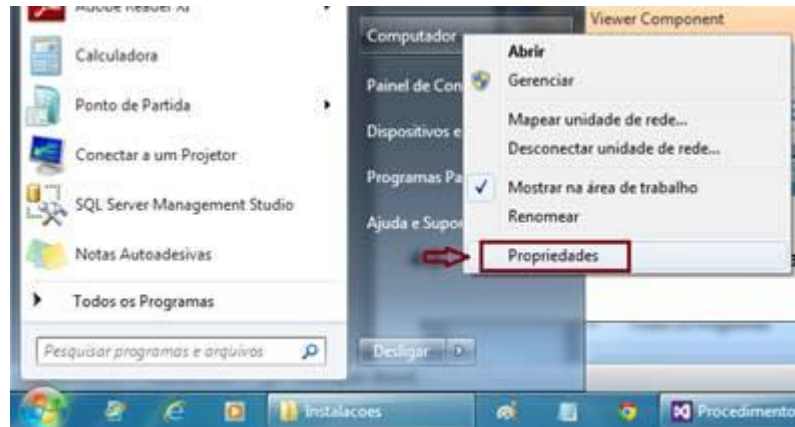 Adobe Reader XI
Calculadora
Ponto de Partida
Conectar a um Projetor
SQL Server Management Studio
Notas Autoadesivas
Todos os Programas
Pesquisar programas e arquivos
Computador
Painel de Con
Dispositivos e
Programas Pa
Ajuda e Supor
Desligar
Viewer Component
Abrir
Gerenciar
Mapear unidade de rede...
Desconectar unidade de rede...
Mostrar na área de trabalho
Renomear
Propriedades
instalacoes
Procedimento